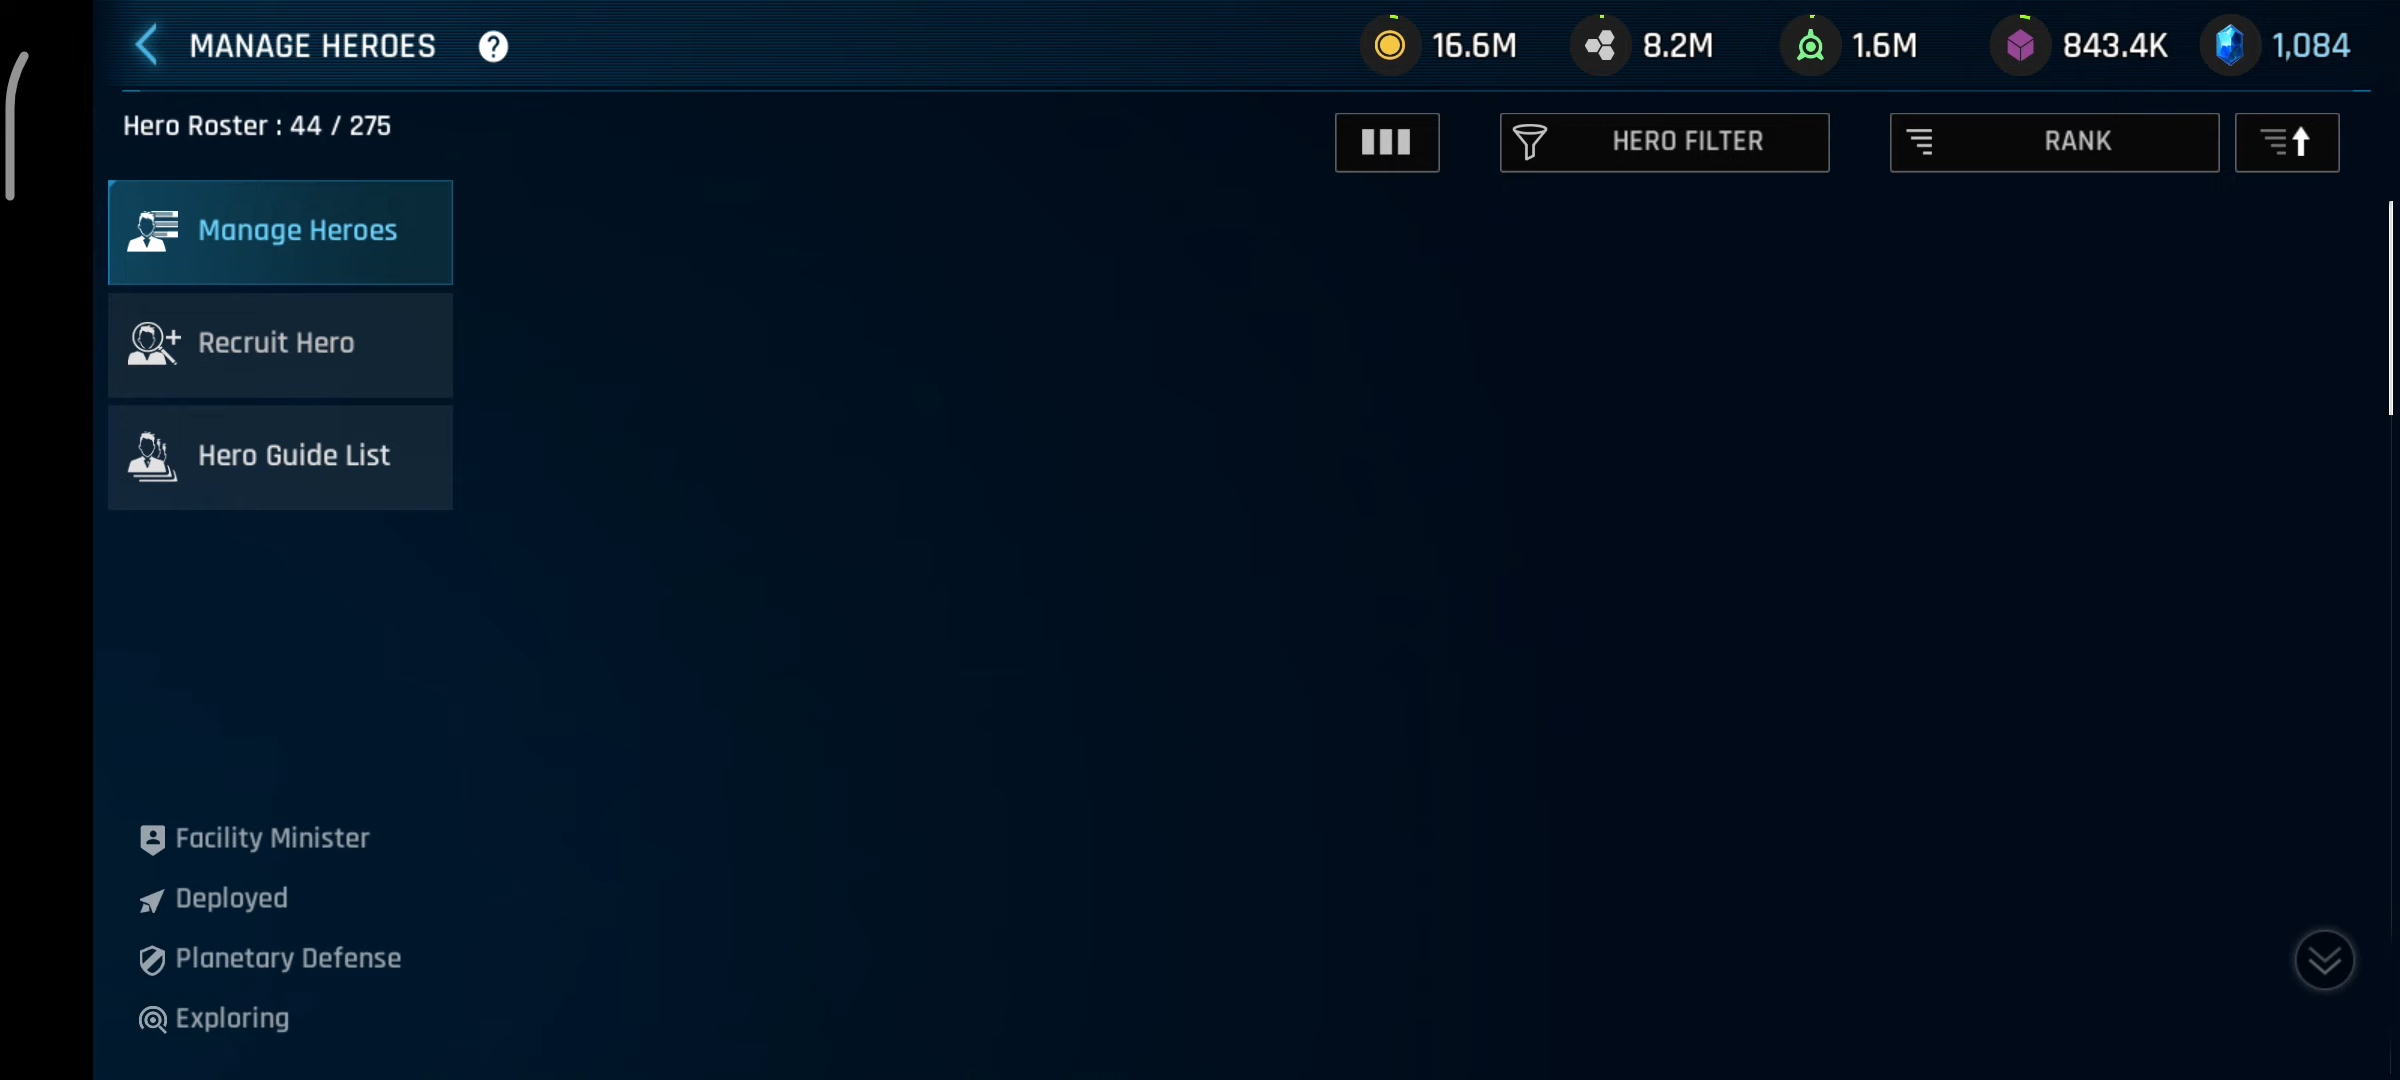 MANAGE HEROES ?
16.6M 8.2M 1.6M 843.4K 1,084
Hero Roster : 44 / 275
HERO FILTER
RANK
Manage Heroes
Recruit Hero
Hero Guide List
Facility Minister
Deployed
Planetary Defense
Exploring